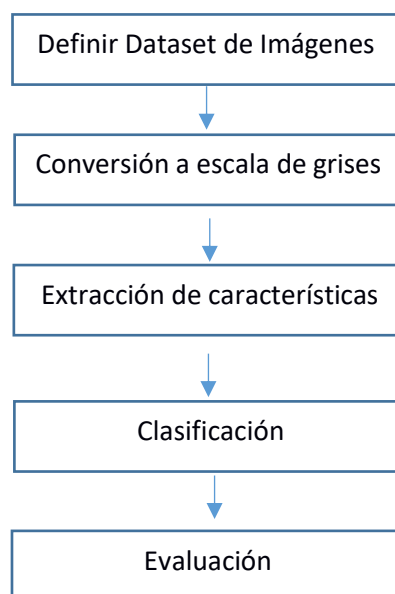 Definir Dataset de Imágenes
Conversión a escala de grises
Extracción de características
Clasificación
Evaluación